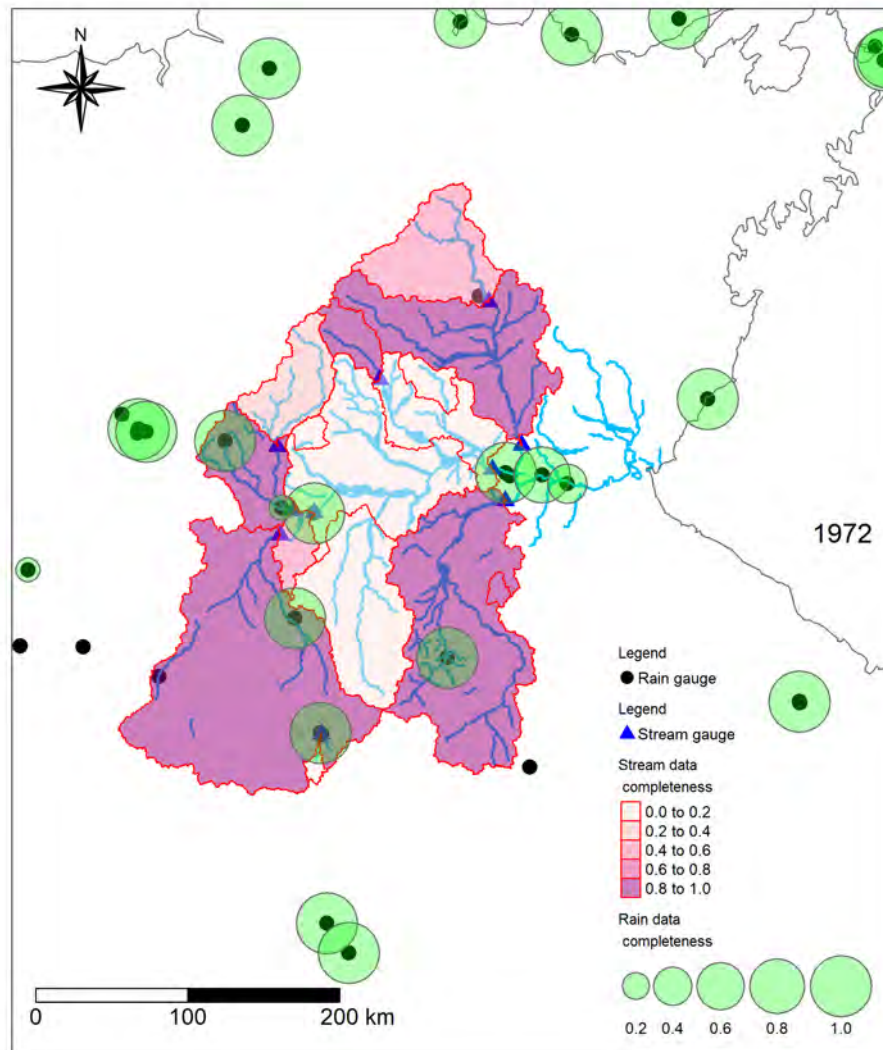 N
1972
Legend
Rain gauge
Legend
Stream gauge
Stream data
completeness
0.0 to 0.2
0.2 to 0.4
0.4 to 0.6
0.6 to 0.8
0.8 to 1.0
Rain data
completeness
0.2 0.4 0.6 0.8 1.0
0 100 200 km